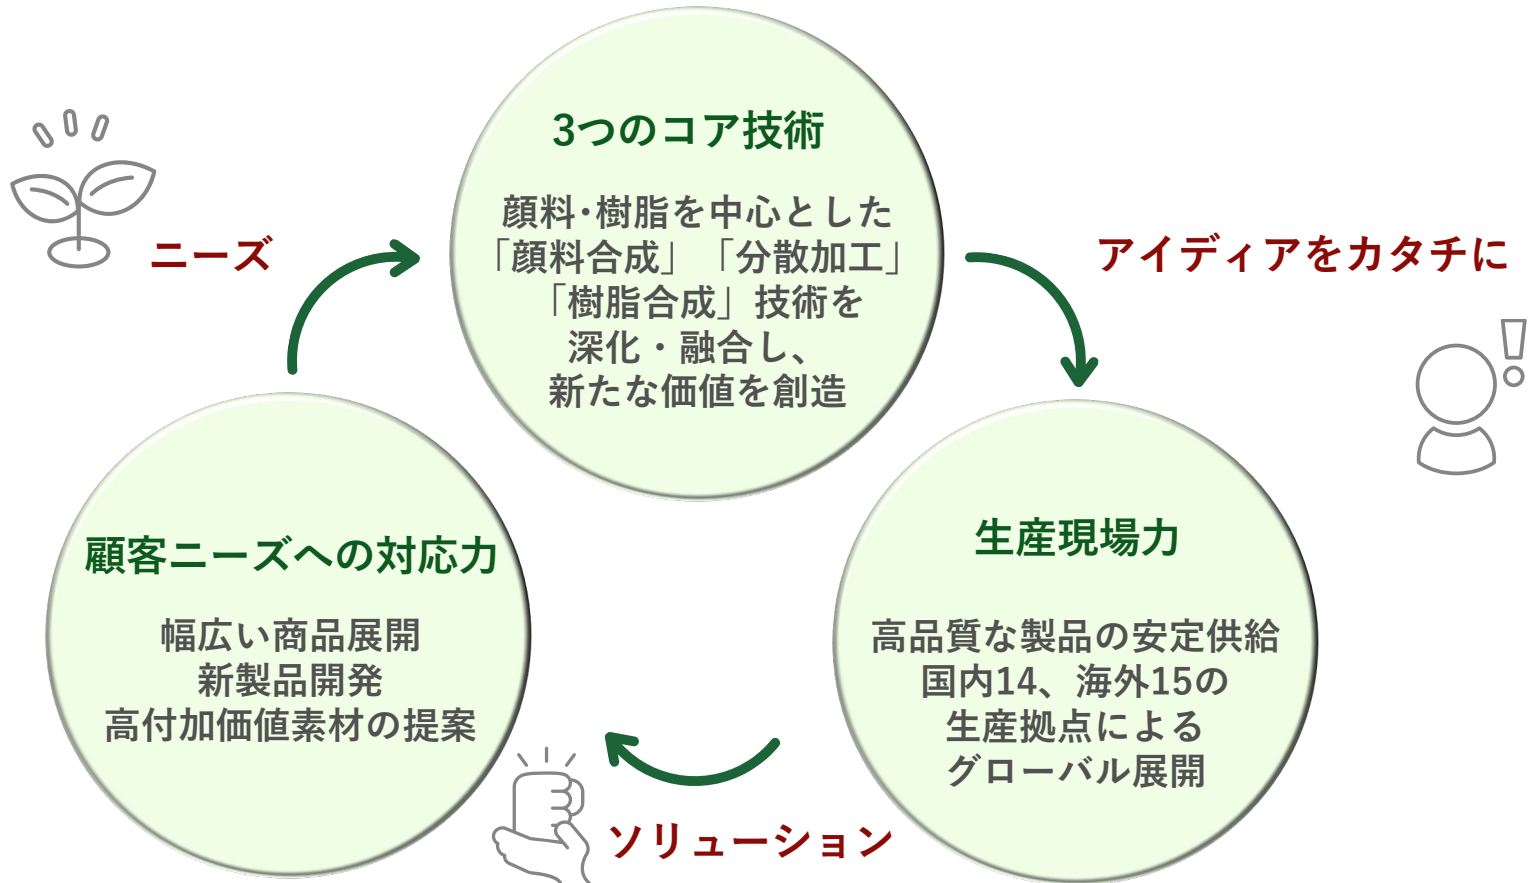 3つのコア技術
顔料･樹脂を中心とした
「顔料合成」「分散加工」
「樹脂合成」技術を
深化・融合し、
新たな価値を創造
ニーズ
アイディアをカタチに
顧客ニーズへの対応力
幅広い商品展開
新製品開発
高付加価値素材の提案
生産現場力
高品質な製品の安定供給
国内14、海外15の
生産拠点による
グローバル展開
ソリューション